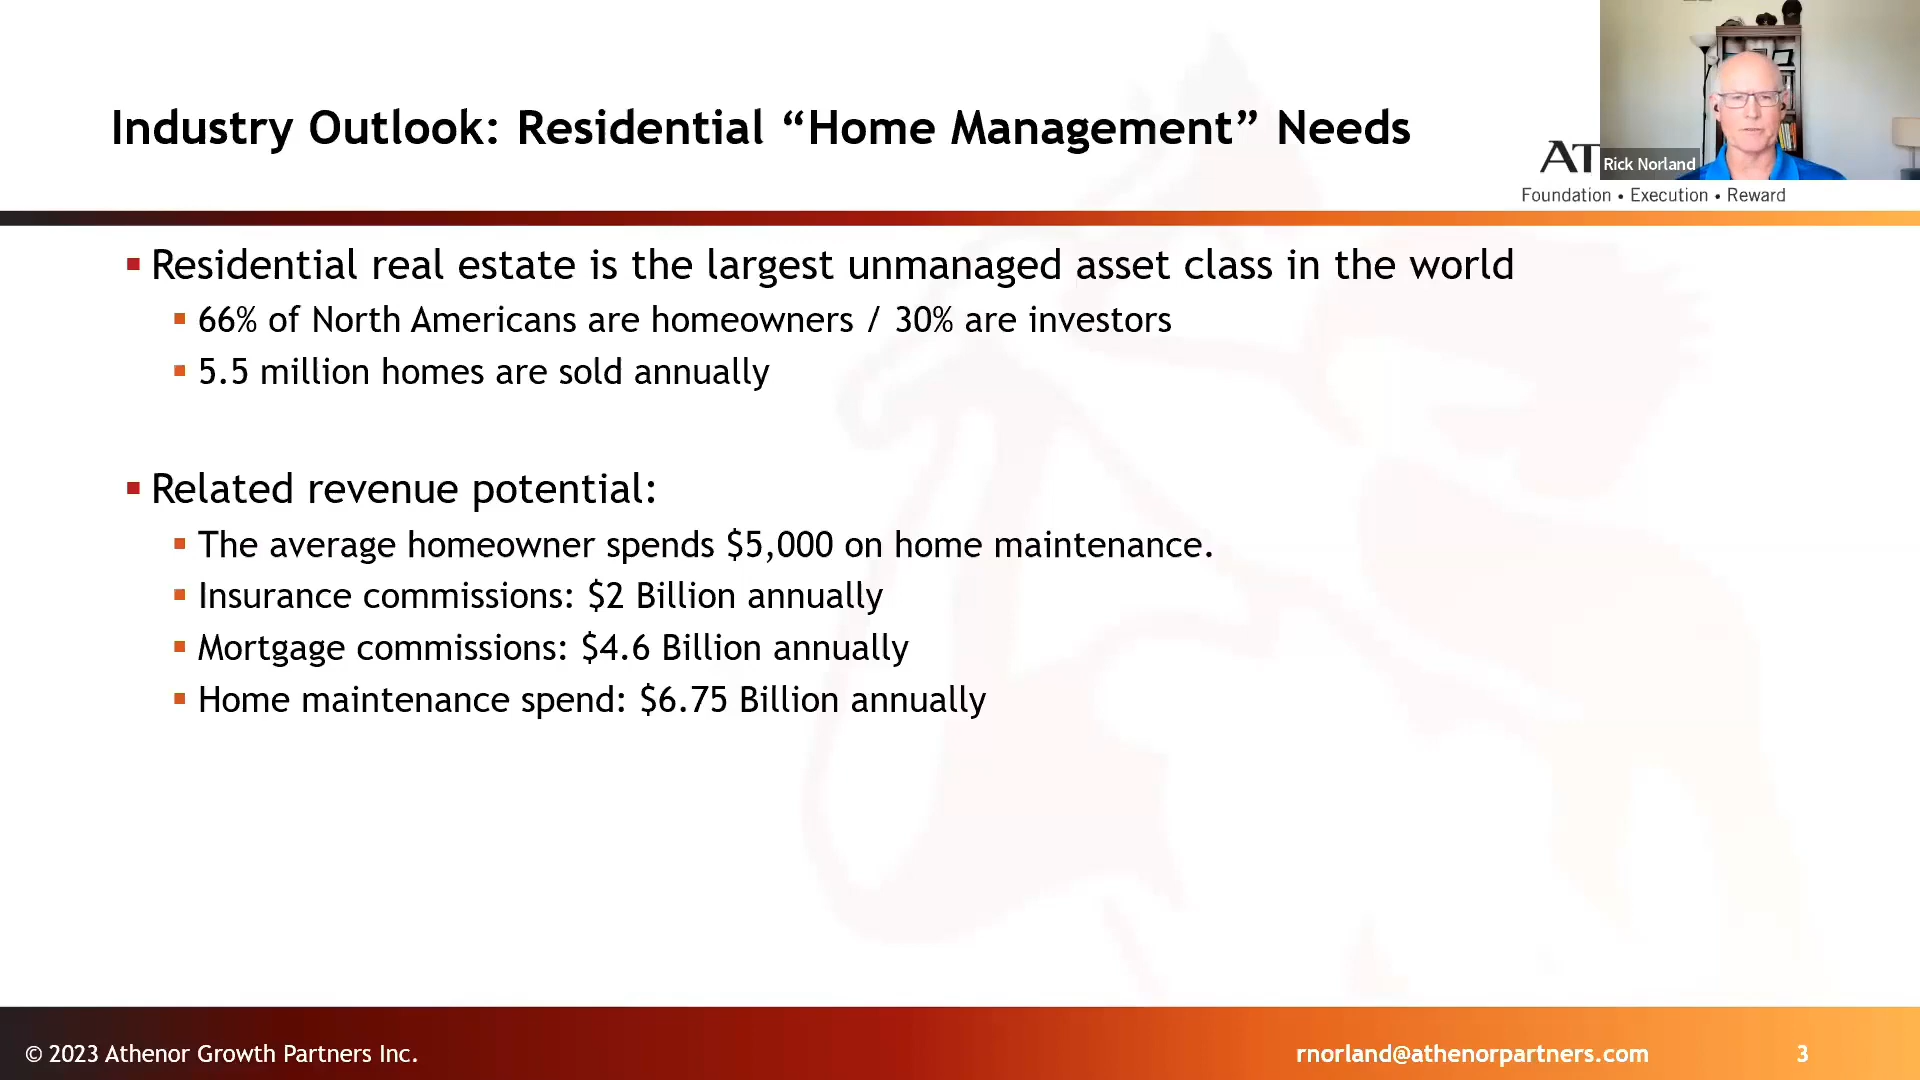 Industry Outlook: Residential “Home Management” Needs
AT
Rick Norland
Foundation • Execution • Reward
Residential real estate is the largest unmanaged asset class in the world
66% of North Americans are homeowners / 30% are investors
5.5 million homes are sold annually
Related revenue potential:
The average homeowner spends $5,000 on home maintenance.
Insurance commissions: $2 Billion annually
Mortgage commissions: $4.6 Billion annually
Home maintenance spend: $6.75 Billion annually
© 2023 Athenor Growth Partners Inc.
rnorland@athenorpartners.com
3